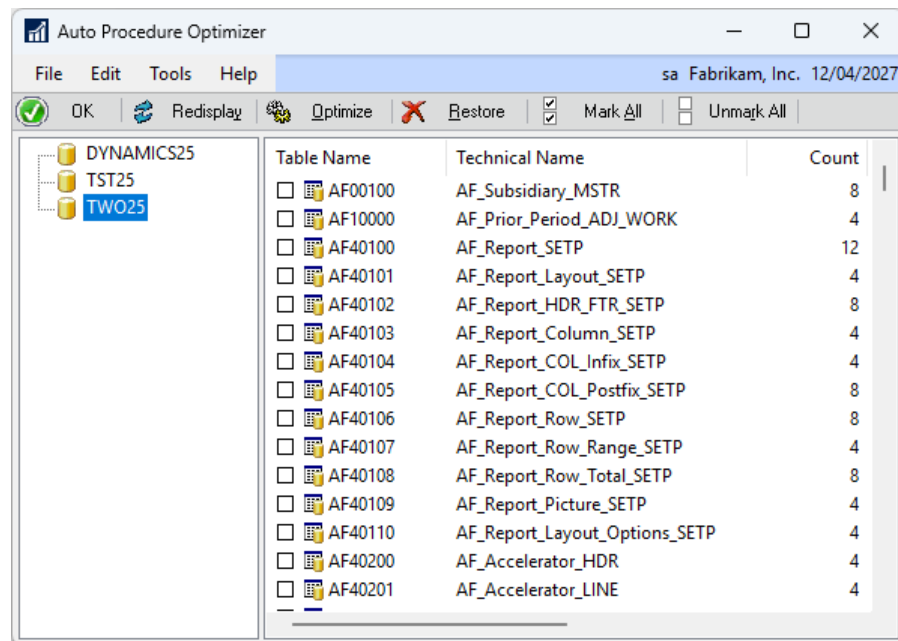 Auto Procedure Optimizer
File Edit Tools Help sa Fabrikam, Inc. 12/04/2027
OK Redisplay Optimize Restore Mark All Unmark All
DYNAMICS25
TST25
TWO25
Table Name Technical Name Count
AF00100 AF_Subsidiary_MSTR 8
AF10000 AF_Prior_Period_ADJ_WORK 4
AF40100 AF_Report_SETP 12
AF40101 AF_Report_Layout_SETP 4
AF40102 AF_Report_HDR_FTR_SETP 8
AF40103 AF_Report_Column_SETP 4
AF40104 AF_Report_COL_Infix_SETP 4
AF40105 AF_Report_COL_Postfix_SETP 8
AF40106 AF_Report_Row_SETP 8
AF40107 AF_Report_Row_Range_SETP 4
AF40108 AF_Report_Row_Total_SETP 8
AF40109 AF_Report_Picture_SETP 4
AF40110 AF_Report_Layout_Options_SETP 4
AF40200 AF_Accelerator_HDR 4
AF40201 AF_Accelerator_LINE 4